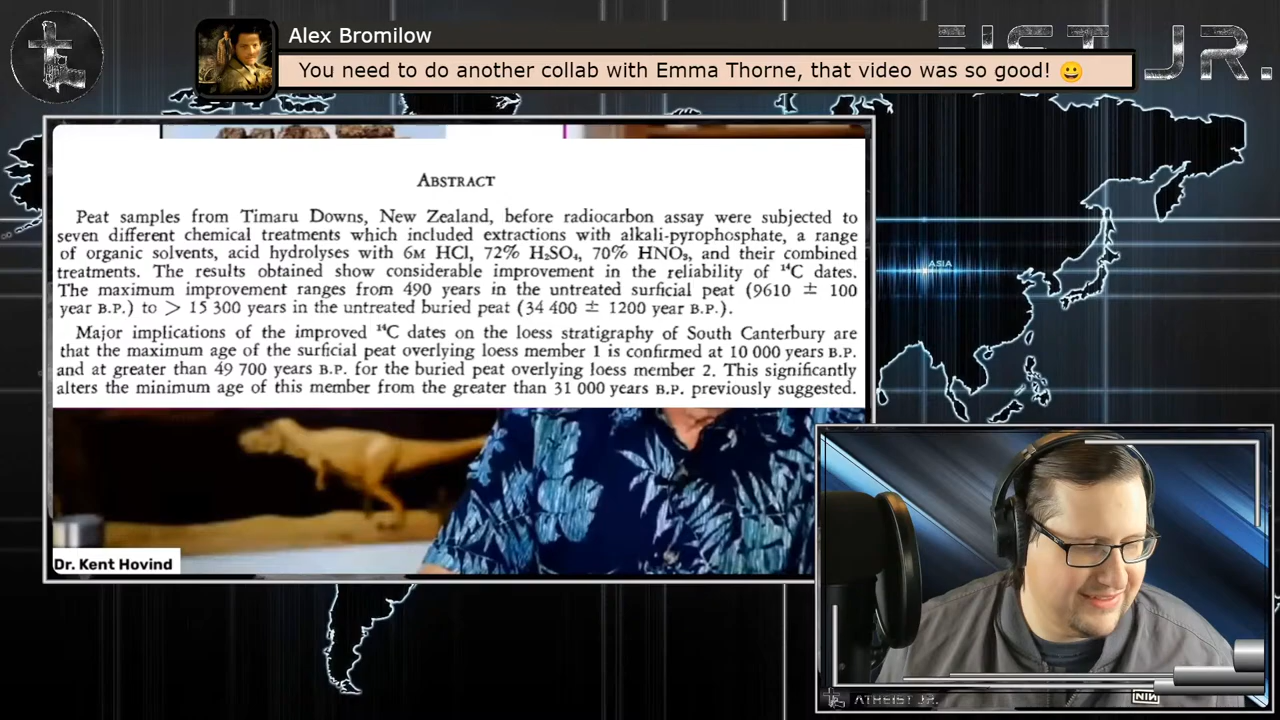 Alex Bromilow
You need to do another collab with Emma Thorne, that video was so good! 😀
EIST JR.
ABSTRACT
Peat samples from Timaru Downs, New Zealand, before radiocarbon assay were subjected to
seven different chemical treatments which included extractions with alkali-pyrophosphate, a range
of organic solvents, acid hydrolyses with 6M HCl, 72% H₂SO₄, 70% HNO₃, and their combined
treatments. The results obtained show considerable improvement in the reliability of ¹⁴C dates.
The maximum improvement ranges from 490 years in the untreated surficial peat (9610 ± 100
year B.P.) to > 15 300 years in the untreated buried peat (34 400 ± 1200 year B.P.).
Major implications of the improved ¹⁴C dates on the loess stratigraphy of South Canterbury are
that the maximum age of the surficial peat overlying loess member 1 is confirmed at 10 000 years B.P.
and at greater than 49 700 years B.P. for the buried peat overlying loess member 2. This significantly
alters the minimum age of this member from the greater than 31 000 years B.P. previously suggested.
ASIA
Dr. Kent Hovind
ATHEIST JR.